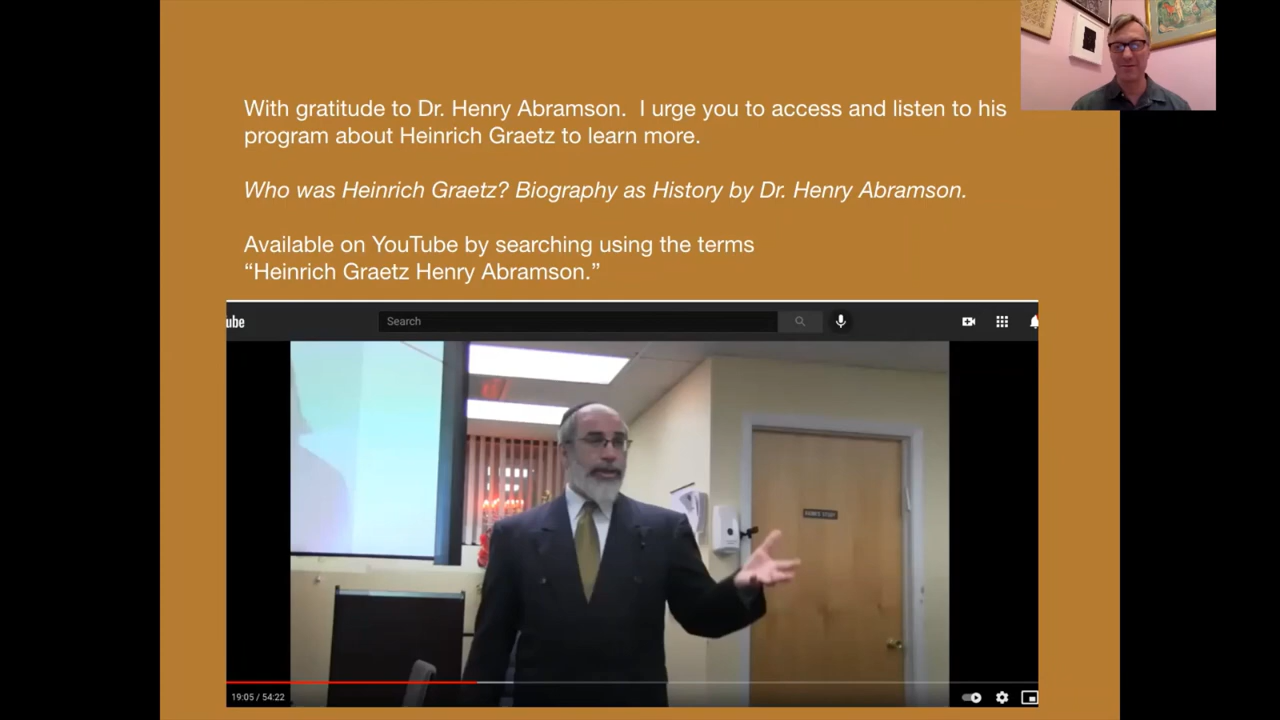 With gratitude to Dr. Henry Abramson.  I urge you to access and listen to his
program about Heinrich Graetz to learn more.
Who was Heinrich Graetz? Biography as History by Dr. Henry Abramson.
Available on YouTube by searching using the terms
“Heinrich Graetz Henry Abramson.”
ube
Search
19:05 / 54:22